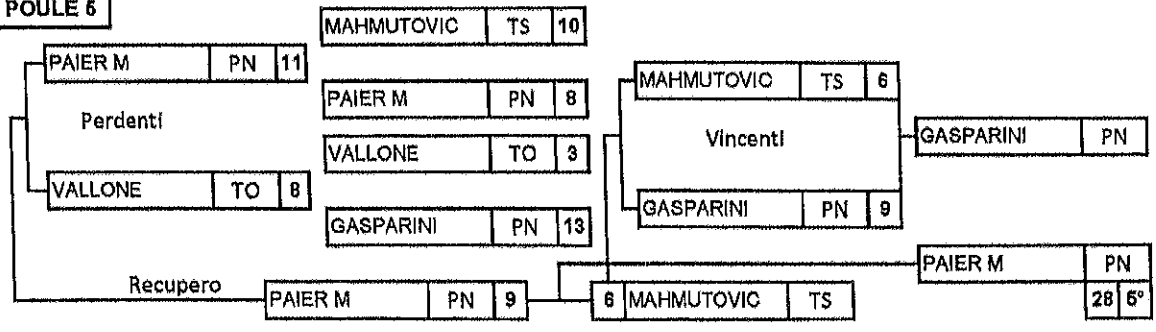 POULE 6
MAHMUTOVIC TS 10
PAIER M PN 11
PAIER M PN 8
MAHMUTOVIC TS 6
Perdenti
Vincenti
GASPARINI PN
VALLONE TO 3
VALLONE TO 8
GASPARINI PN 9
GASPARINI PN 13
PAIER M PN
Recupero
PAIER M PN 9
6 MAHMUTOVIC TS
28 5°